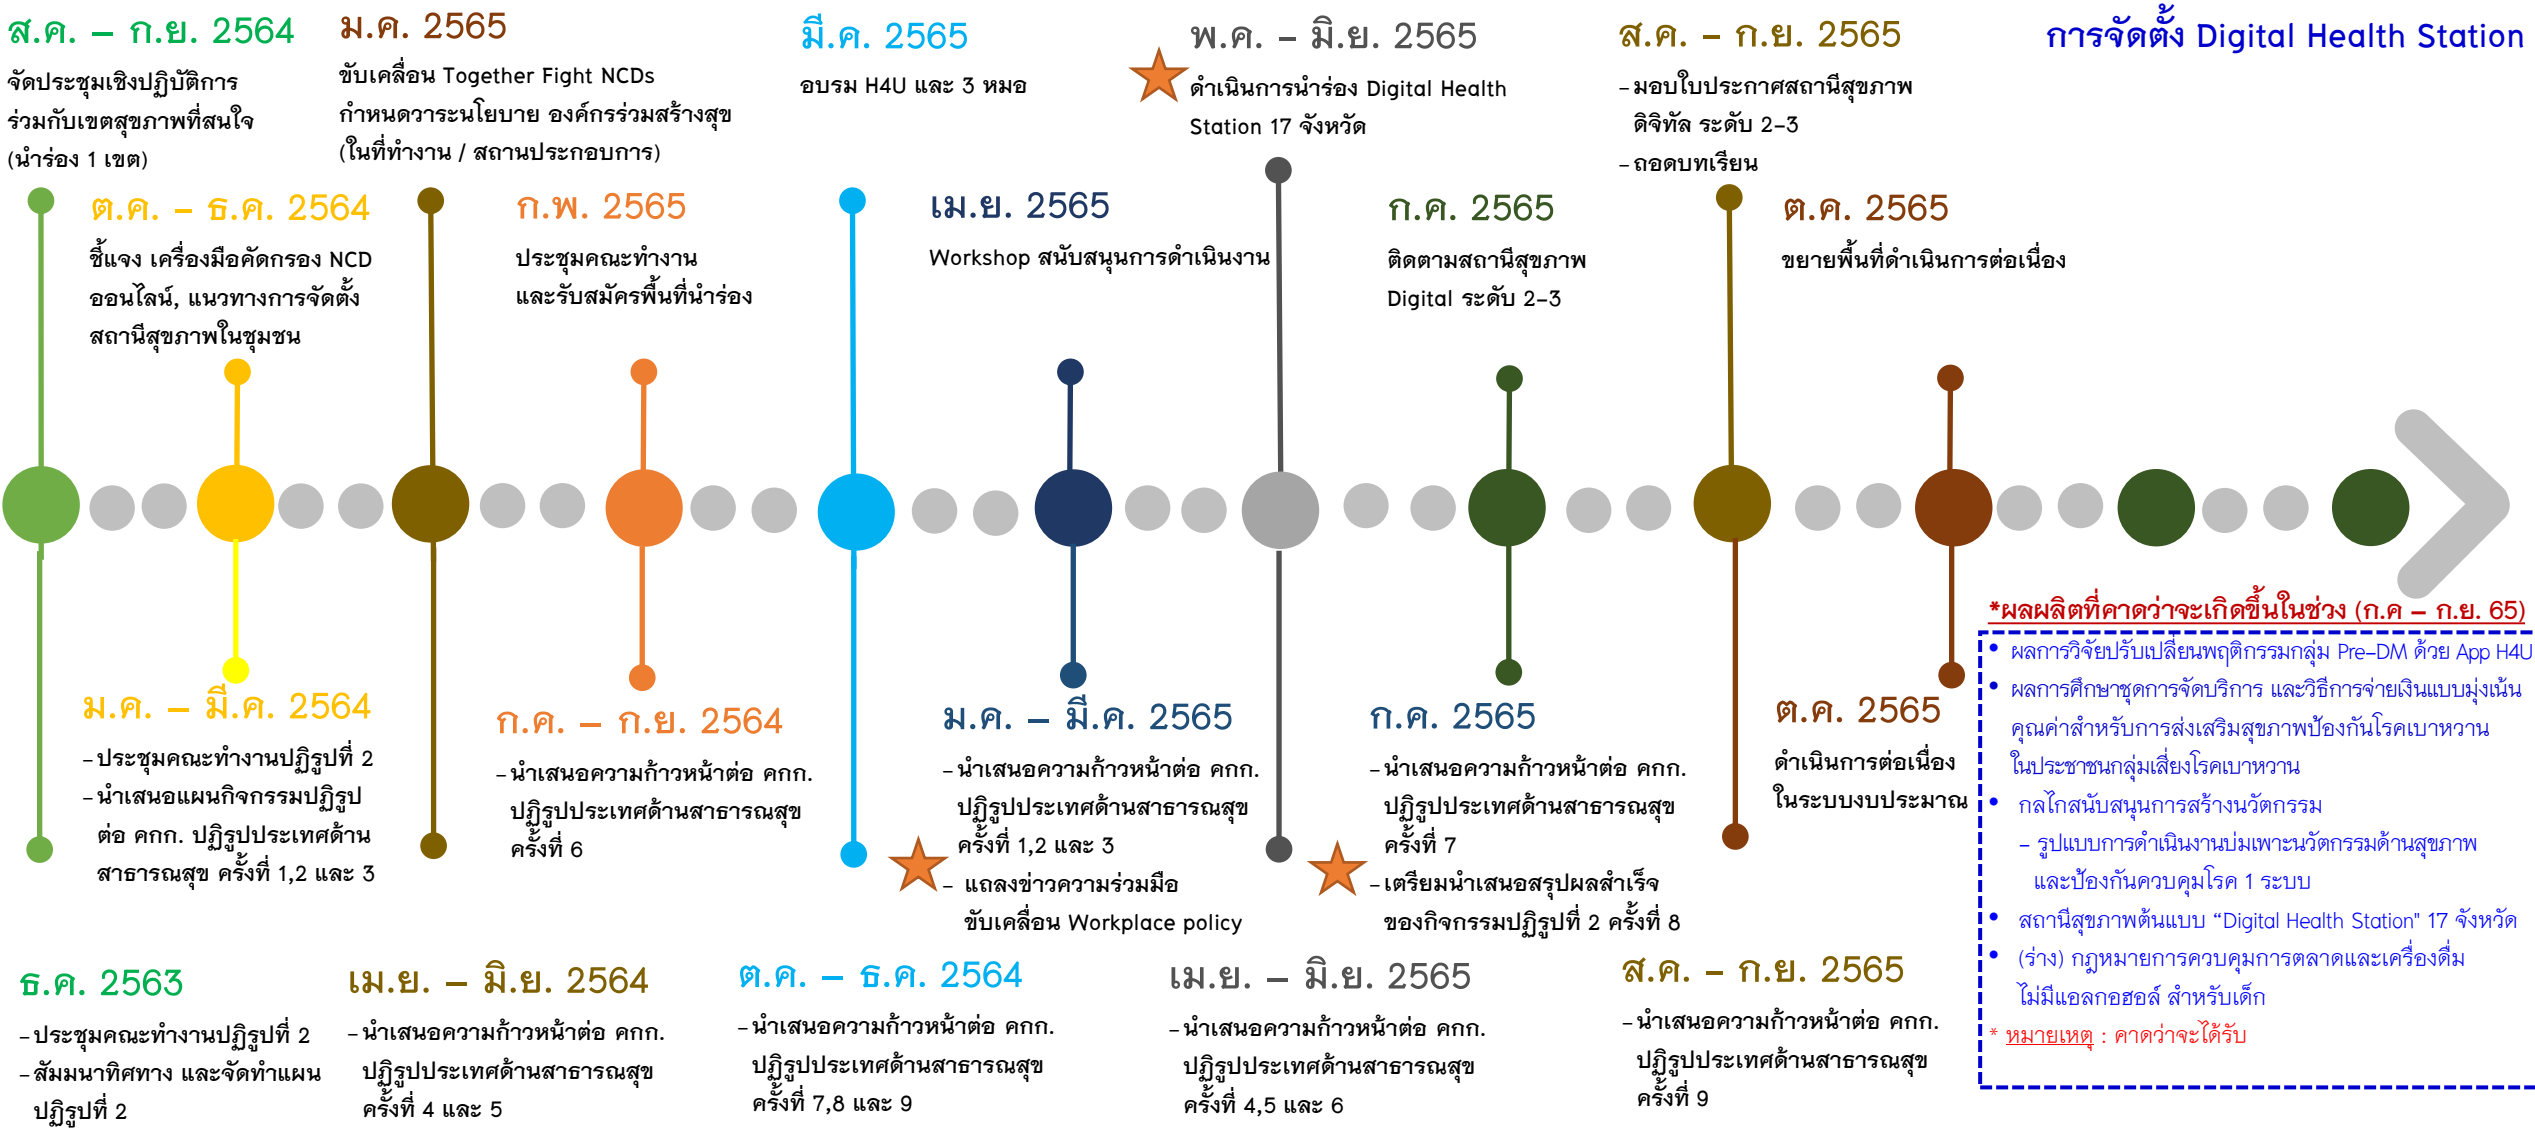 การจัดตั้ง Digital Health Station
ส.ค. – ก.ย. 2564
จัดประชุมเชิงปฏิบัติการ
ร่วมกับเขตสุขภาพที่สนใจ
(นำร่อง 1 เขต)
ต.ค. – ธ.ค. 2564
ชี้แจง เครื่องมือคัดกรอง NCD
ออนไลน์, แนวทางการจัดตั้ง
สถานีสุขภาพในชุมชน
ม.ค. 2565
ขับเคลื่อน Together Fight NCDs
กำหนดวาระนโยบาย องค์กรร่วมสร้างสุข
(ในที่ทำงาน / สถานประกอบการ)
ก.พ. 2565
ประชุมคณะทำงาน
และรับสมัครพื้นที่นำร่อง
มี.ค. 2565
อบรม H4U และ 3 หมอ
เม.ย. 2565
Workshop สนับสนุนการดำเนินงาน
พ.ค. – มิ.ย. 2565
ดำเนินการนำร่อง Digital Health
Station 17 จังหวัด
ก.ค. 2565
ติดตามสถานีสุขภาพ
Digital ระดับ 2–3
ส.ค. – ก.ย. 2565
–มอบใบประกาศสถานีสุขภาพ
ดิจิทัล ระดับ 2–3
–ถอดบทเรียน
ต.ค. 2565
ขยายพื้นที่ดำเนินการต่อเนื่อง
ธ.ค. 2563
–ประชุมคณะทำงานปฏิรูปที่ 2
–สัมมนาทิศทาง และจัดทำแผน
ปฏิรูปที่ 2
ม.ค. – มี.ค. 2564
–ประชุมคณะทำงานปฏิรูปที่ 2
–นำเสนอแผนกิจกรรมปฏิรูป
ต่อ คกก. ปฏิรูปประเทศด้าน
สาธารณสุข ครั้งที่ 1,2 และ 3
เม.ย. – มิ.ย. 2564
–นำเสนอความก้าวหน้าต่อ คกก.
ปฏิรูปประเทศด้านสาธารณสุข
ครั้งที่ 4 และ 5
ก.ค. – ก.ย. 2564
–นำเสนอความก้าวหน้าต่อ คกก.
ปฏิรูปประเทศด้านสาธารณสุข
ครั้งที่ 6
ต.ค. – ธ.ค. 2564
–นำเสนอความก้าวหน้าต่อ คกก.
ปฏิรูปประเทศด้านสาธารณสุข
ครั้งที่ 7,8 และ 9
ม.ค. – มี.ค. 2565
–นำเสนอความก้าวหน้าต่อ คกก.
ปฏิรูปประเทศด้านสาธารณสุข
ครั้งที่ 1,2 และ 3
– แถลงข่าวความร่วมมือ
ขับเคลื่อน Workplace policy
เม.ย. – มิ.ย. 2565
–นำเสนอความก้าวหน้าต่อ คกก.
ปฏิรูปประเทศด้านสาธารณสุข
ครั้งที่ 4,5 และ 6
ก.ค. 2565
–นำเสนอความก้าวหน้าต่อ คกก.
ปฏิรูปประเทศด้านสาธารณสุข
ครั้งที่ 7
–เตรียมนำเสนอสรุปผลสำเร็จ
ของกิจกรรมปฏิรูปที่ 2 ครั้งที่ 8
ส.ค. – ก.ย. 2565
–นำเสนอความก้าวหน้าต่อ คกก.
ปฏิรูปประเทศด้านสาธารณสุข
ครั้งที่ 9
ต.ค. 2565
ดำเนินการต่อเนื่อง
ในระบบงบประมาณ
*ผลผลิตที่คาดว่าจะเกิดขึ้นในช่วง (ก.ค – ก.ย. 65)
• ผลการวิจัยปรับเปลี่ยนพฤติกรรมกลุ่ม Pre–DM ด้วย App H4U
• ผลการศึกษาชุดการจัดบริการ และวิธีการจ่ายเงินแบบมุ่งเน้น
คุณค่าสำหรับการส่งเสริมสุขภาพป้องกันโรคเบาหวาน
ในประชาชนกลุ่มเสี่ยงโรคเบาหวาน
• กลไกสนับสนุนการสร้างนวัตกรรม
– รูปแบบการดำเนินงานบ่มเพาะนวัตกรรมด้านสุขภาพ
และป้องกันควบคุมโรค 1 ระบบ
• สถานีสุขภาพต้นแบบ “Digital Health Station" 17 จังหวัด
• (ร่าง) กฎหมายการควบคุมการตลาดและเครื่องดื่ม
ไม่มีแอลกอฮอล์ สำหรับเด็ก
* หมายเหตุ : คาดว่าจะได้รับ